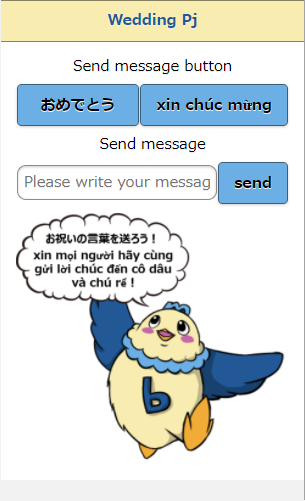 Wedding Pj
Send message button
おめでとう
xin chúc mừng
Send message
Please write your messag
send
お祝いの言葉を送ろう！
xin mọi người hãy cùng
gửi lời chúc đến cô dâu
và chú rể！
b